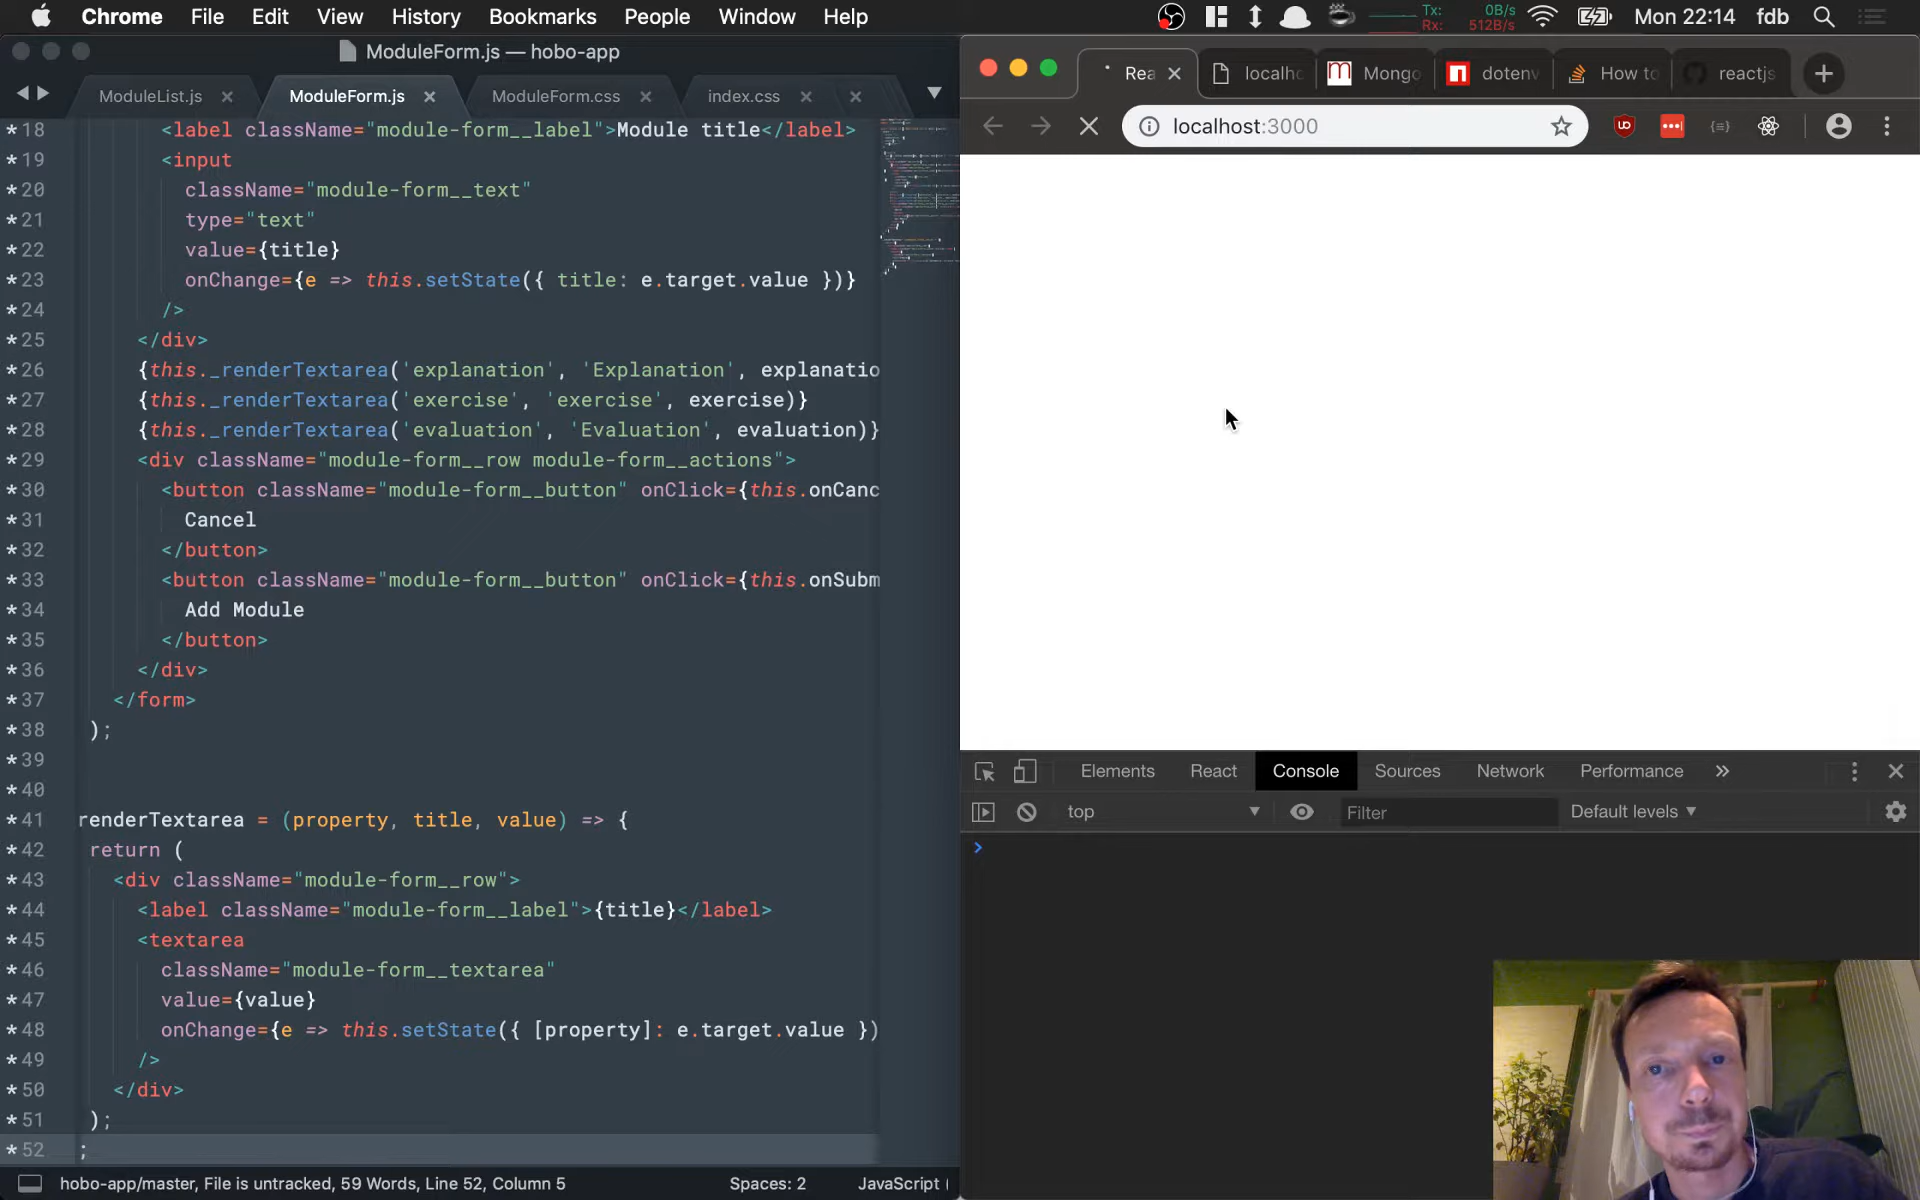 Chrome File Edit View History Bookmarks People Window Help
Tx: 0B/s
Rx: 512B/s
Mon 22:14 fdb
ModuleForm.js — hobo-app
ModuleList.js ModuleForm.js ModuleForm.css index.css
*18 <label className="module-form__label">Module title</label>
*19 <input
*20 className="module-form__text"
*21 type="text"
*22 value={title}
*23 onChange={e => this.setState({ title: e.target.value })}
*24 />
*25 </div>
*26 {this._renderTextarea('explanation', 'Explanation', explanatio
*27 {this._renderTextarea('exercise', 'exercise', exercise)}
*28 {this._renderTextarea('evaluation', 'Evaluation', evaluation)}
*29 <div className="module-form__row module-form__actions">
*30 <button className="module-form__button" onClick={this.onCanc
*31 Cancel
*32 </button>
*33 <button className="module-form__button" onClick={this.onSubm
*34 Add Module
*35 </button>
*36 </div>
*37 </form>
*38 );
*39
*40
*41 renderTextarea = (property, title, value) => {
*42 return (
*43 <div className="module-form__row">
*44 <label className="module-form__label">{title}</label>
*45 <textarea
*46 className="module-form__textarea"
*47 value={value}
*48 onChange={e => this.setState({ [property]: e.target.value })
*49 />
*50 </div>
*51 );
*52 ;
hobo-app/master, File is untracked, 59 Words, Line 52, Column 5 Spaces: 2 JavaScript (
Rea localho Mongo dotenv How to reactjs
localhost:3000
Elements React Console Sources Network Performance »
top Filter Default levels